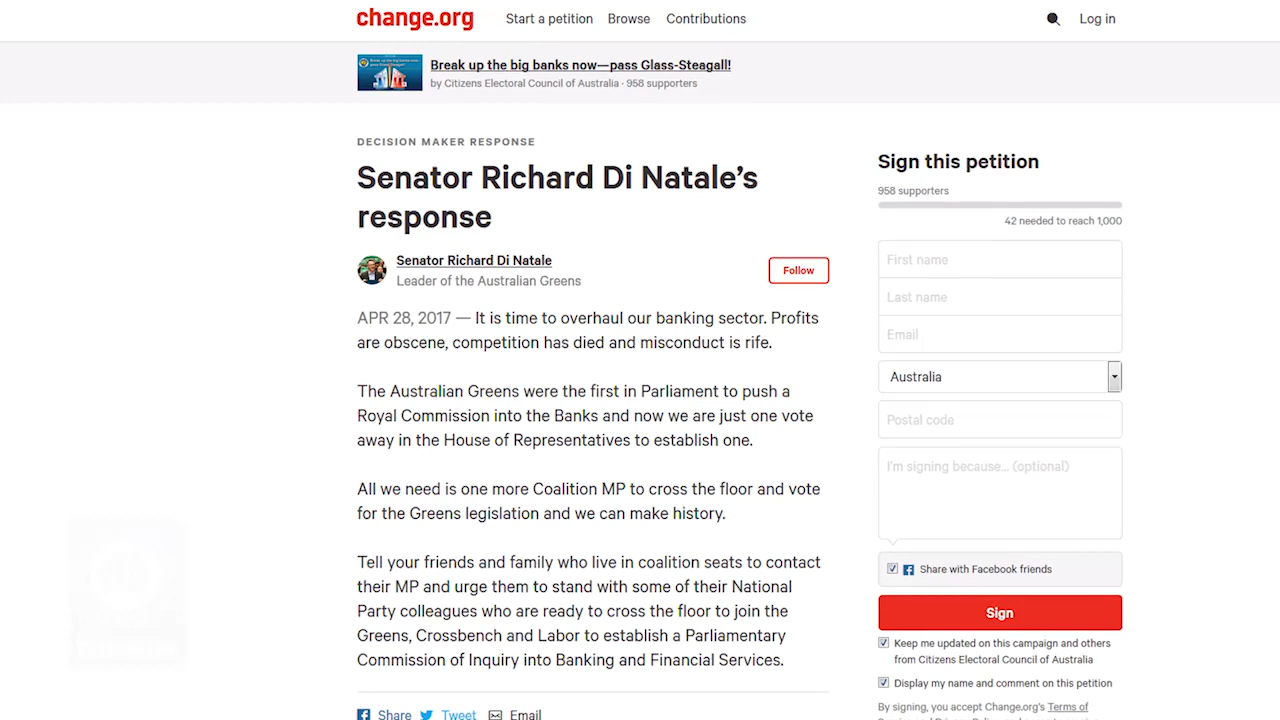 change.org Start a petition Browse Contributions Log in
Break up the big banks now—pass Glass-Steagall!
by Citizens Electoral Council of Australia · 958 supporters
DECISION MAKER RESPONSE
Senator Richard Di Natale's
response
Senator Richard Di Natale
Leader of the Australian Greens
Follow
APR 28, 2017 — It is time to overhaul our banking sector. Profits
are obscene, competition has died and misconduct is rife.
The Australian Greens were the first in Parliament to push a
Royal Commission into the Banks and now we are just one vote
away in the House of Representatives to establish one.
All we need is one more Coalition MP to cross the floor and vote
for the Greens legislation and we can make history.
Tell your friends and family who live in coalition seats to contact
their MP and urge them to stand with some of their National
Party colleagues who are ready to cross the floor to join the
Greens, Crossbench and Labor to establish a Parliamentary
Commission of Inquiry into Banking and Financial Services.
Share Tweet Email
Sign this petition
958 supporters
42 needed to reach 1,000
First name
Last name
Email
Australia
Postal code
I'm signing because... (optional)
Share with Facebook friends
Sign
Keep me updated on this campaign and others
from Citizens Electoral Council of Australia
Display my name and comment on this petition
By signing, you accept Change.org's Terms of